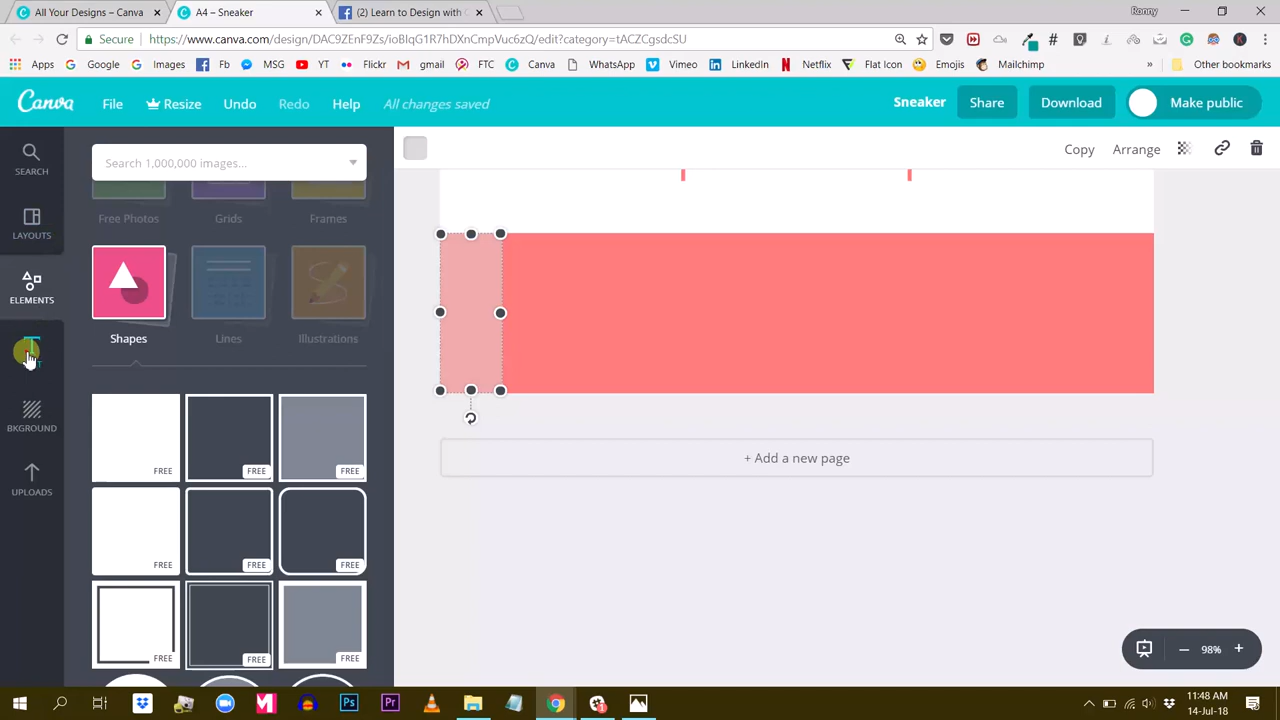 All Your Designs – Canva
A4 – Sneaker
(2) Learn to Design with C
Ronny
Secure
https://www.canva.com/design/DAC9ZEnF9Zs/ioBIqG1R7hDXnCmpVuc6zQ/edit?category=tACZCgsdcSU
Apps
Google
Images
Fb
MSG
YT
Flickr
gmail
FTC
Canva
WhatsApp
Vimeo
LinkedIn
Netflix
Flat Icon
Emojis
Mailchimp
»
Other bookmarks
Canva
File
Resize
Undo
Redo
Help
All changes saved
Sneaker
Share
Download
Make public
SEARCH
LAYOUTS
ELEMENTS
BKGROUND
UPLOADS
Search 1,000,000 images...
Free Photos
Grids
Frames
Shapes
Lines
Illustrations
FREE
FREE
FREE
FREE
FREE
FREE
FREE
FREE
FREE
Copy
Arrange
+ Add a new page
98%
Ps
Pr
11:48 AM
14-Jul-18